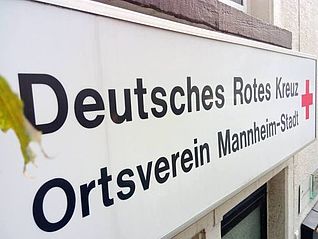 Deutsches Rotes Kreuz
Ortsverein Mannheim-Stadt